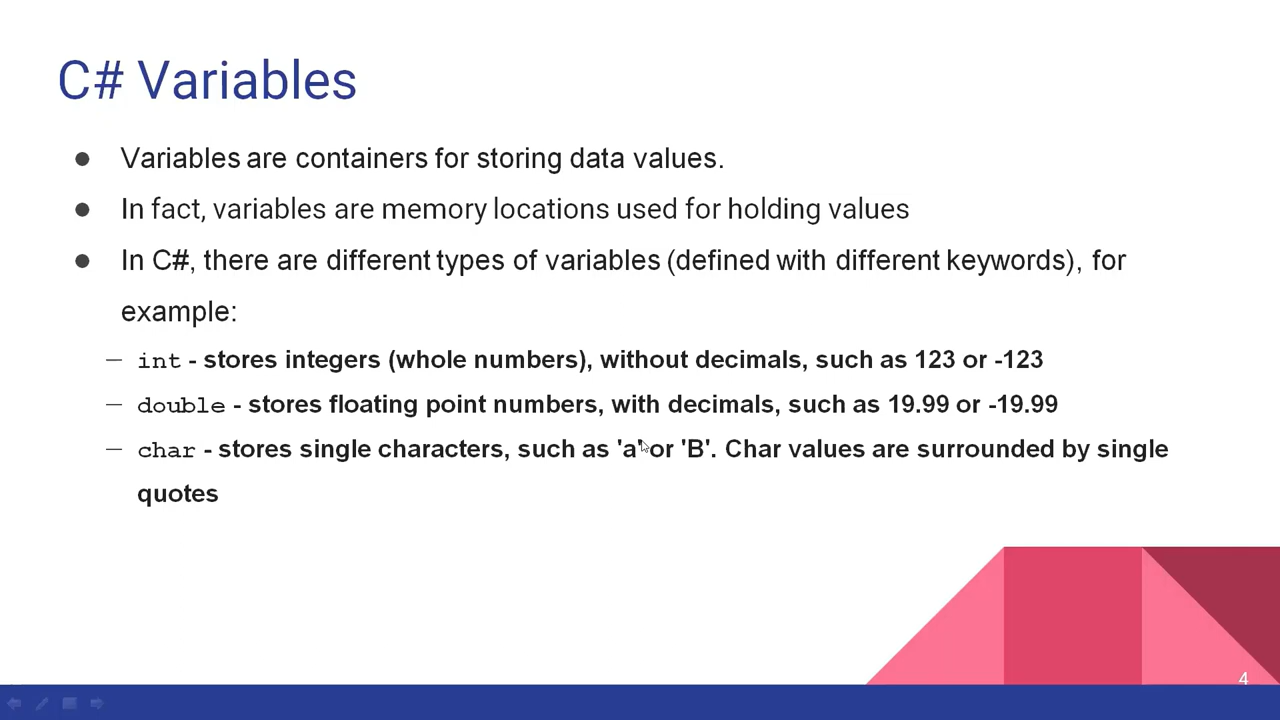 C# Variables
● Variables are containers for storing data values.
● In fact, variables are memory locations used for holding values
● In C#, there are different types of variables (defined with different keywords), for
example:
– int - stores integers (whole numbers), without decimals, such as 123 or -123
– double - stores floating point numbers, with decimals, such as 19.99 or -19.99
– char - stores single characters, such as 'a' or 'B'. Char values are surrounded by single
quotes
4